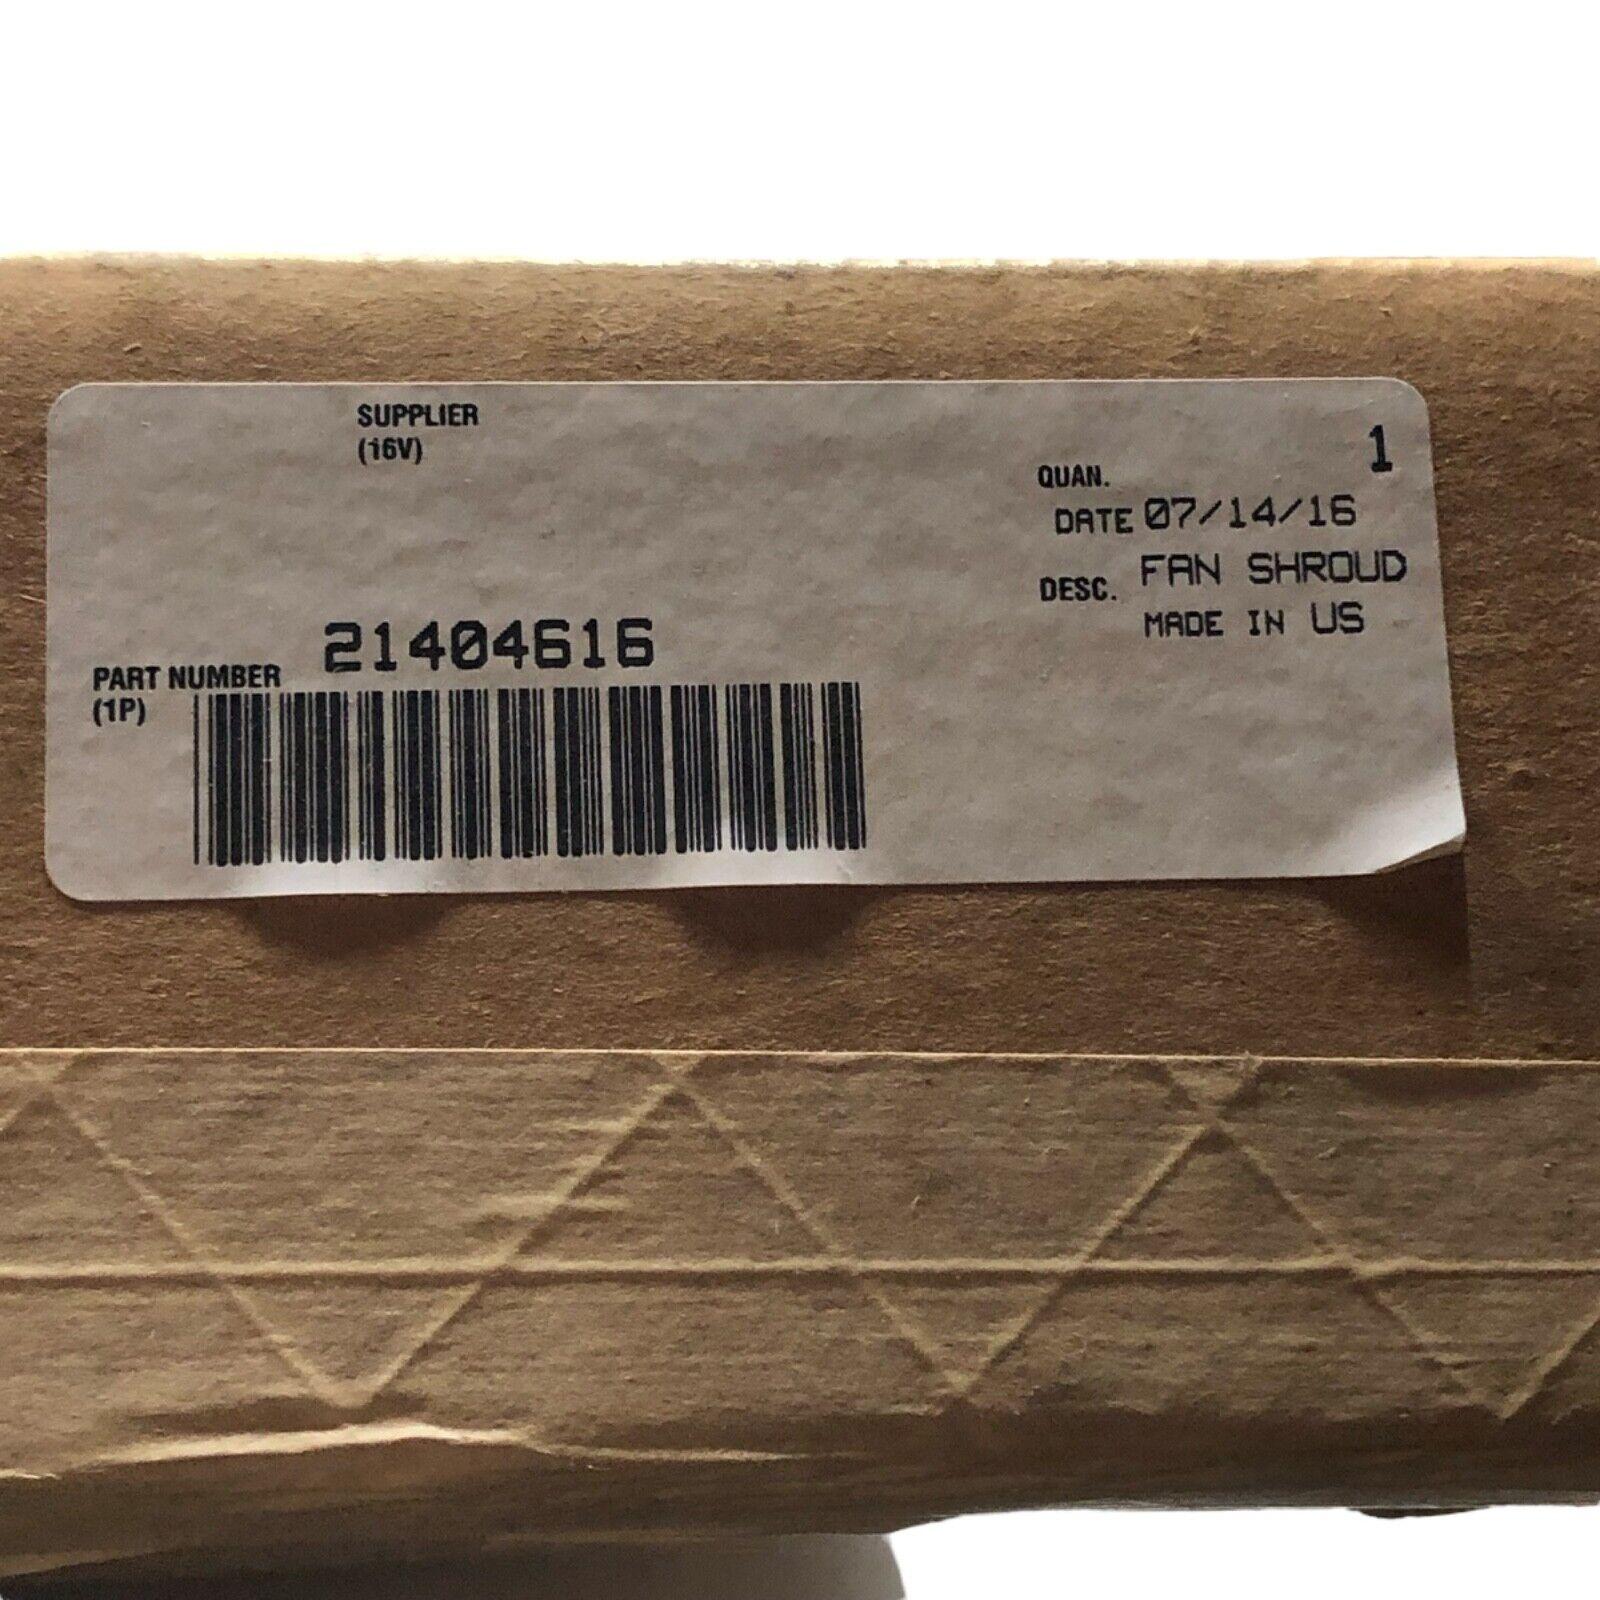 SUPPLIER
(16V)
QUAN. 1
DATE 07/14/16
DESC. FAN SHROUD
MADE IN US
PART NUMBER 21404616
(1P)